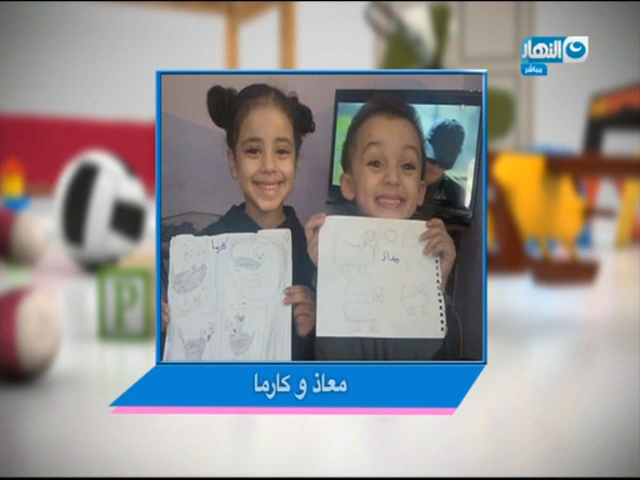 النهار
مباشر
كارما
معاذ
P
معاذ و كارما